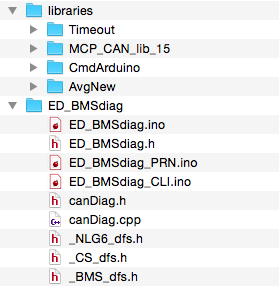 libraries
Timeout
MCP_CAN_lib_15
CmdArduino
AvgNew
ED_BMSdiag
ED_BMSdiag.ino
ED_BMSdiag.h
ED_BMSdiag_PRN.ino
ED_BMSdiag_CLI.ino
canDiag.h
canDiag.cpp
_NLG6_dfs.h
_CS_dfs.h
_BMS_dfs.h